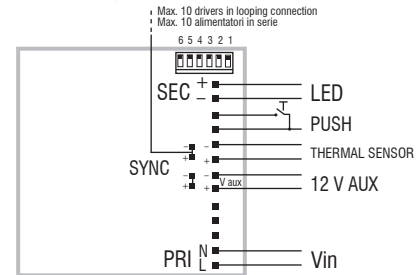 Max. 10 drivers in looping connection
Max. 10 alimentatori in serie
6 5 4 3 2 1
SEC + −
LED
PUSH
SYNC
− −
+ +
THERMAL SENSOR
− −
+ + V aux
12 V AUX
PRI N L
Vin